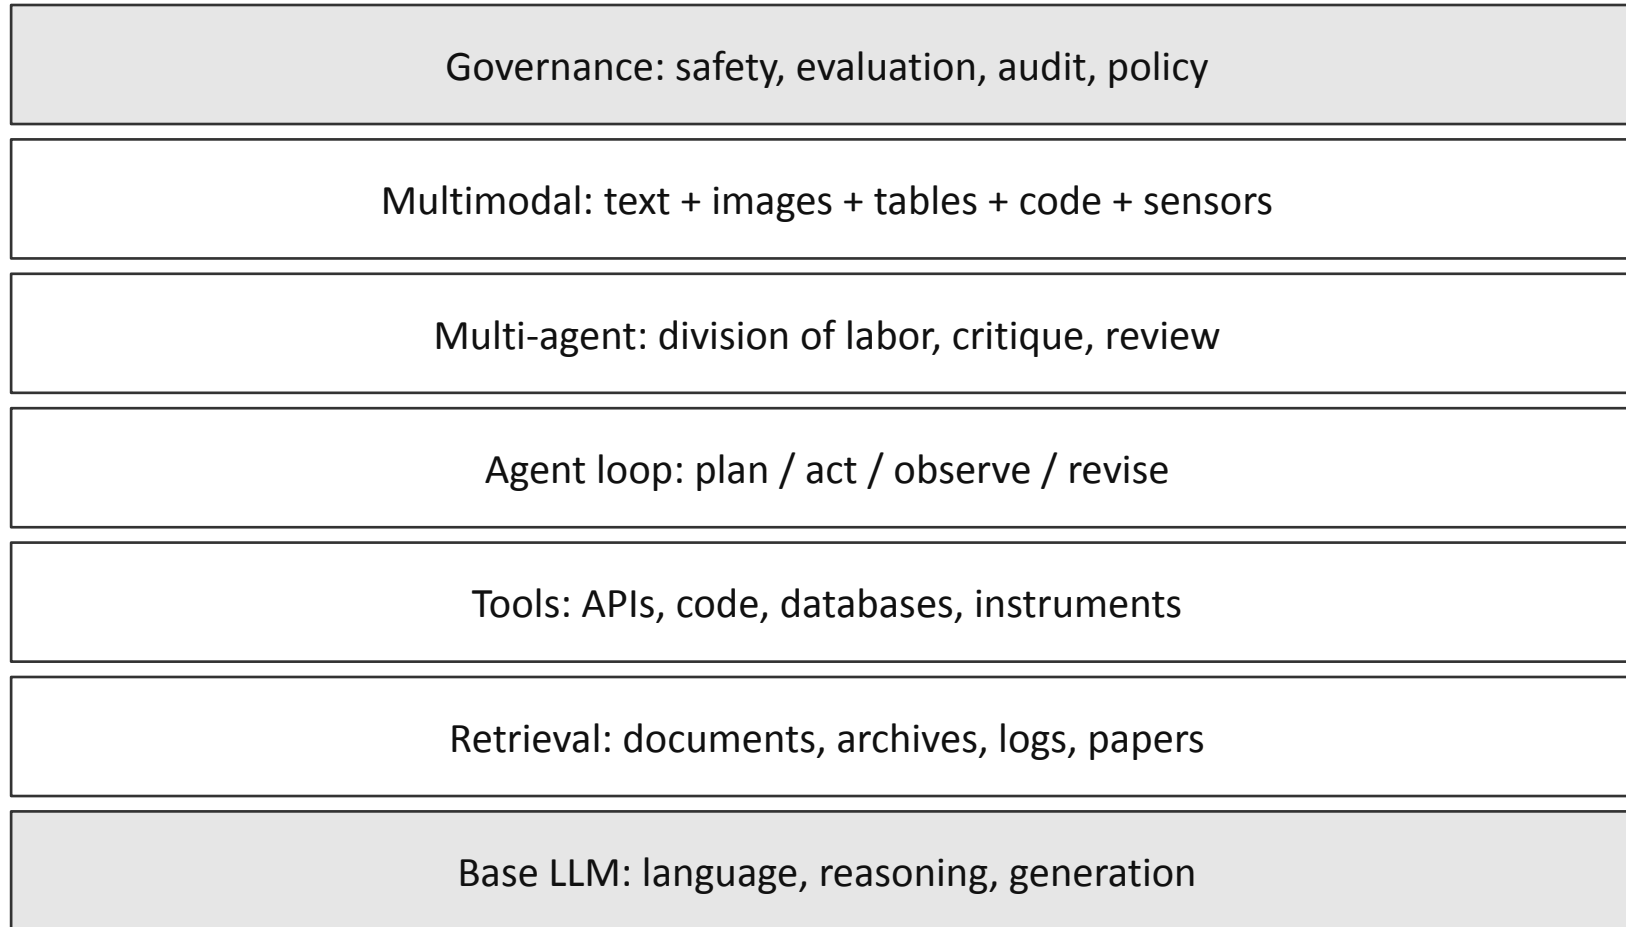 Governance: safety, evaluation, audit, policy
Multimodal: text + images + tables + code + sensors
Multi-agent: division of labor, critique, review
Agent loop: plan / act / observe / revise
Tools: APIs, code, databases, instruments
Retrieval: documents, archives, logs, papers
Base LLM: language, reasoning, generation